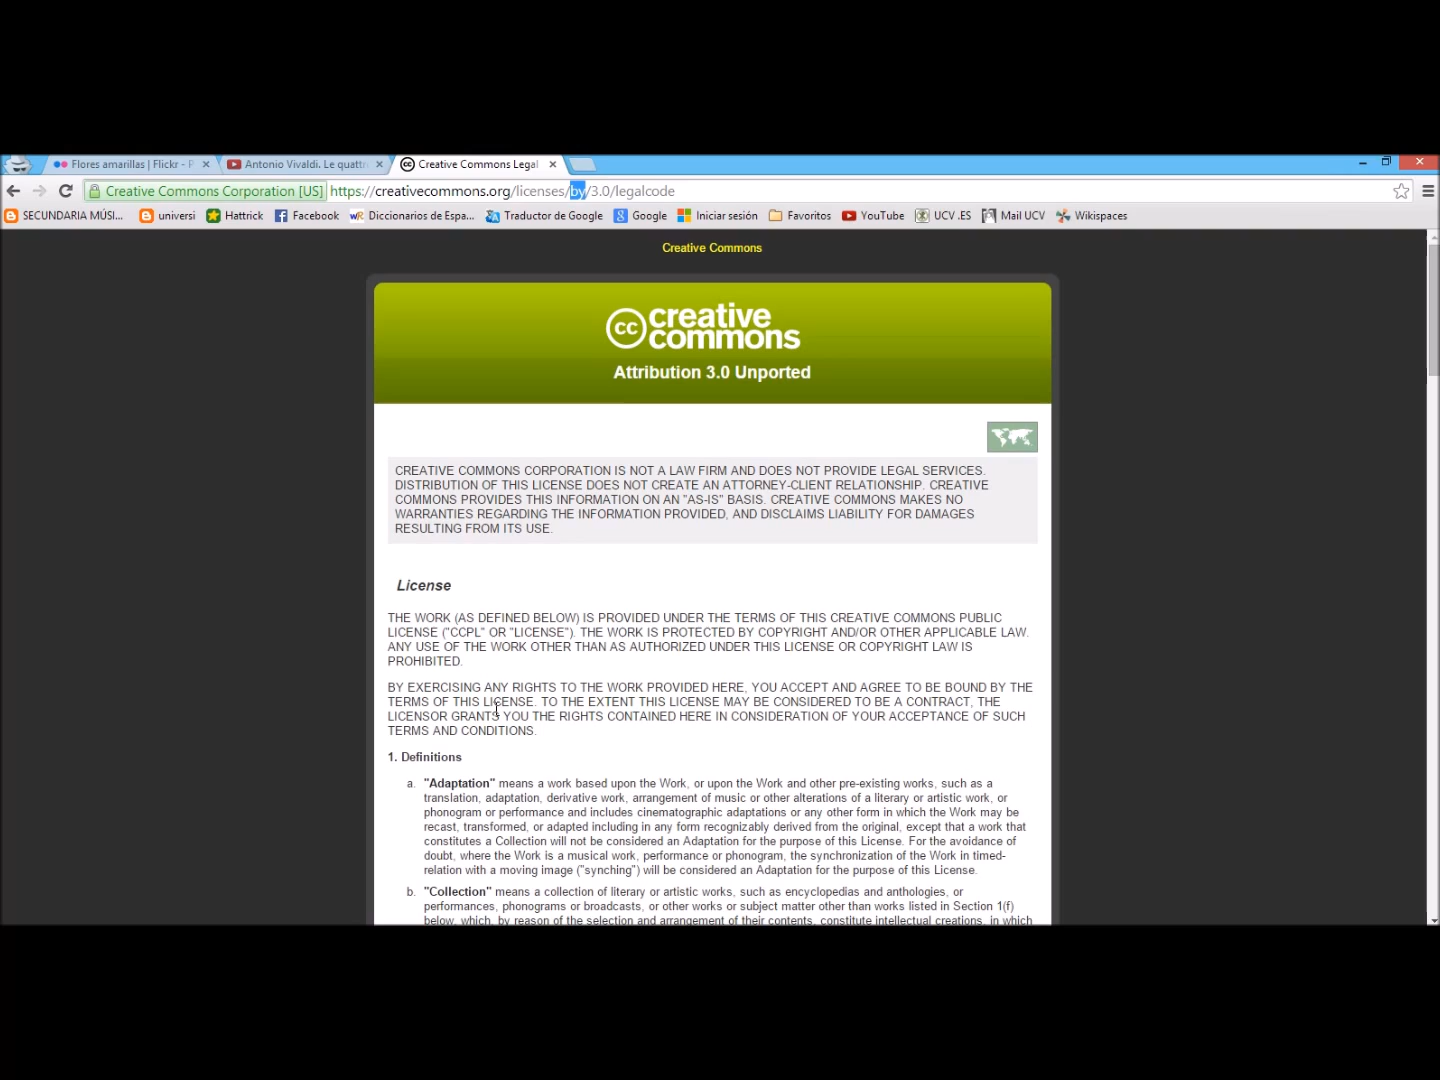 Flores amarillas | Flickr - P
Antonio Vivaldi. Le quattr
Creative Commons Legal
Creative Commons Corporation [US] https://creativecommons.org/licenses/by/3.0/legalcode
SECUNDARIA MÚSI... universi Hattrick Facebook Diccionarios de Espa... Traductor de Google Google Iniciar sesión Favoritos YouTube UCV .ES Mail UCV Wikispaces
Creative Commons
cc creative
commons
Attribution 3.0 Unported
CREATIVE COMMONS CORPORATION IS NOT A LAW FIRM AND DOES NOT PROVIDE LEGAL SERVICES.
DISTRIBUTION OF THIS LICENSE DOES NOT CREATE AN ATTORNEY-CLIENT RELATIONSHIP. CREATIVE
COMMONS PROVIDES THIS INFORMATION ON AN "AS-IS" BASIS. CREATIVE COMMONS MAKES NO
WARRANTIES REGARDING THE INFORMATION PROVIDED, AND DISCLAIMS LIABILITY FOR DAMAGES
RESULTING FROM ITS USE.
License
THE WORK (AS DEFINED BELOW) IS PROVIDED UNDER THE TERMS OF THIS CREATIVE COMMONS PUBLIC
LICENSE ("CCPL" OR "LICENSE"). THE WORK IS PROTECTED BY COPYRIGHT AND/OR OTHER APPLICABLE LAW.
ANY USE OF THE WORK OTHER THAN AS AUTHORIZED UNDER THIS LICENSE OR COPYRIGHT LAW IS
PROHIBITED.
BY EXERCISING ANY RIGHTS TO THE WORK PROVIDED HERE, YOU ACCEPT AND AGREE TO BE BOUND BY THE
TERMS OF THIS LICENSE. TO THE EXTENT THIS LICENSE MAY BE CONSIDERED TO BE A CONTRACT, THE
LICENSOR GRANTS YOU THE RIGHTS CONTAINED HERE IN CONSIDERATION OF YOUR ACCEPTANCE OF SUCH
TERMS AND CONDITIONS.
1. Definitions
a. "Adaptation" means a work based upon the Work, or upon the Work and other pre-existing works, such as a
translation, adaptation, derivative work, arrangement of music or other alterations of a literary or artistic work, or
phonogram or performance and includes cinematographic adaptations or any other form in which the Work may be
recast, transformed, or adapted including in any form recognizably derived from the original, except that a work that
constitutes a Collection will not be considered an Adaptation for the purpose of this License. For the avoidance of
doubt, where the Work is a musical work, performance or phonogram, the synchronization of the Work in timed-
relation with a moving image ("synching") will be considered an Adaptation for the purpose of this License.
b. "Collection" means a collection of literary or artistic works, such as encyclopedias and anthologies, or
performances, phonograms or broadcasts, or other works or subject matter other than works listed in Section 1(f)
below, which, by reason of the selection and arrangement of their contents, constitute intellectual creations, in which